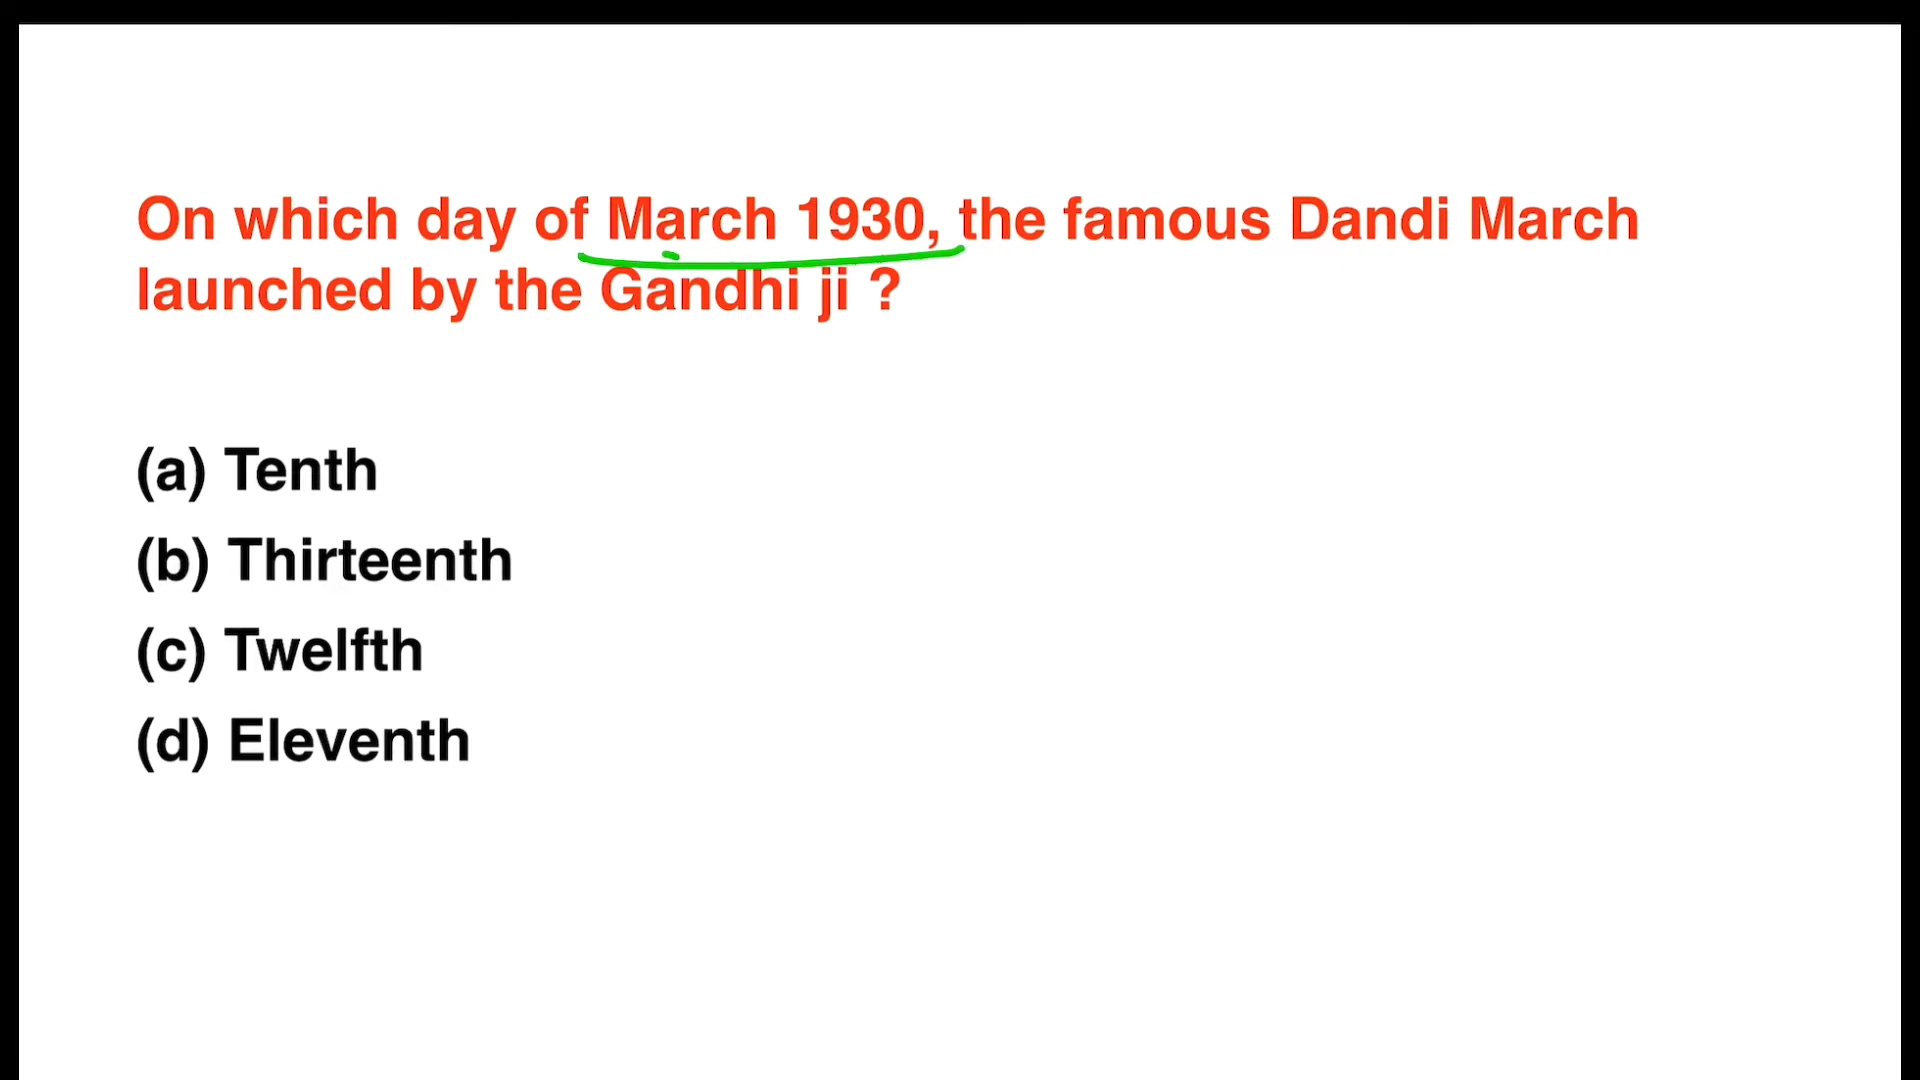 On which day of March 1930, the famous Dandi March
launched by the Gandhi ji ?
(a) Tenth
(b) Thirteenth
(c) Twelfth
(d) Eleventh